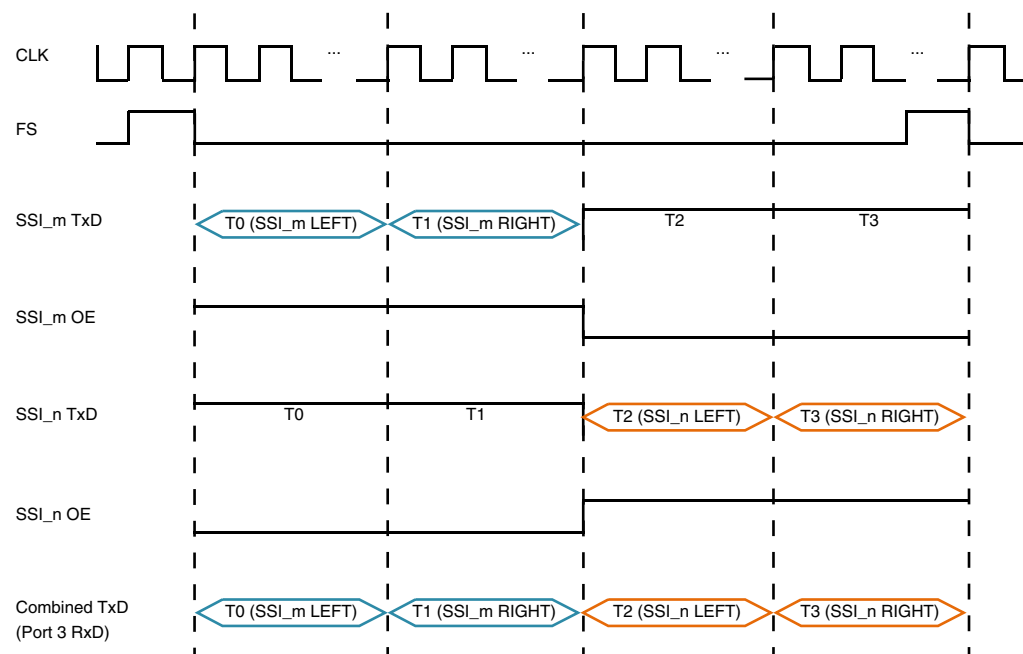 CLK
... ... ... ...
FS
SSI_m TxD
T0 (SSI_m LEFT) T1 (SSI_m RIGHT) T2 T3
SSI_m OE
SSI_n TxD
T0 T1 T2 (SSI_n LEFT) T3 (SSI_n RIGHT)
SSI_n OE
Combined TxD
(Port 3 RxD)
T0 (SSI_m LEFT) T1 (SSI_m RIGHT) T2 (SSI_n LEFT) T3 (SSI_n RIGHT)